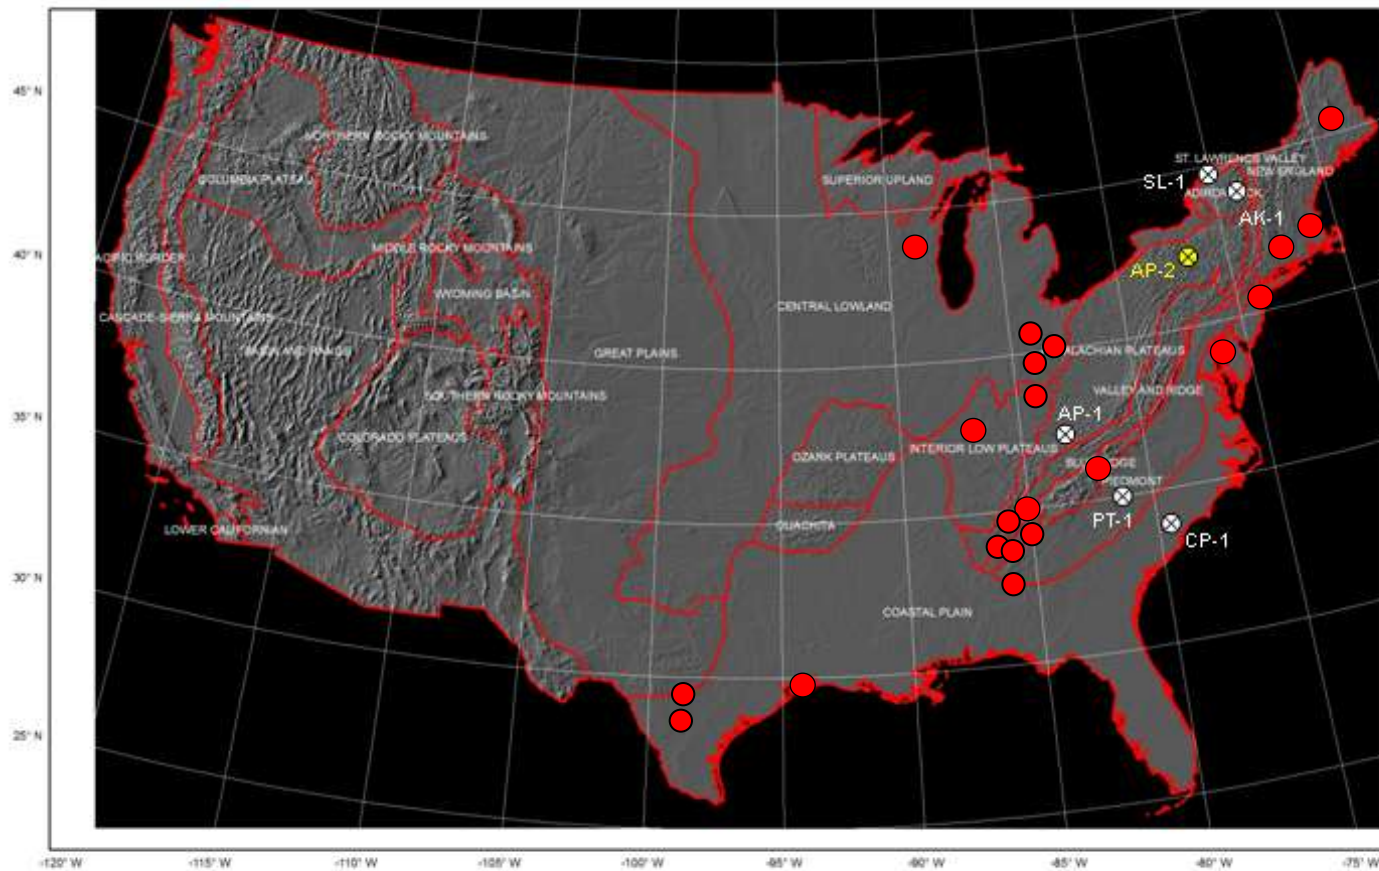 45° N
40° N
35° N
30° N
25° N
NORTHERN ROCKY MOUNTAINS
COLUMBIA PLATEAU
MIDDLE ROCKY MOUNTAINS
PACIFIC BORDER
WYOMING BASIN
CASCADE-SIERRA MOUNTAINS
BASIN AND RANGE
SOUTHERN ROCKY MOUNTAINS
COLORADO PLATEAUS
LOWER CALIFORNIAN
GREAT PLAINS
SUPERIOR UPLAND
CENTRAL LOWLAND
OZARK PLATEAUS
OUACHITA
INTERIOR LOW PLATEAUS
COASTAL PLAIN
ST. LAWRENCE VALLEY
NEW ENGLAND
SL-1
AK-1
AP-2
ALACHIAN PLATEAUS
VALLEY AND RIDGE
AP-1
PIEDMONT
PT-1
CP-1
-120° W
-115° W
-110° W
-105° W
-100° W
-95° W
-90° W
-85° W
-80° W
-75° W